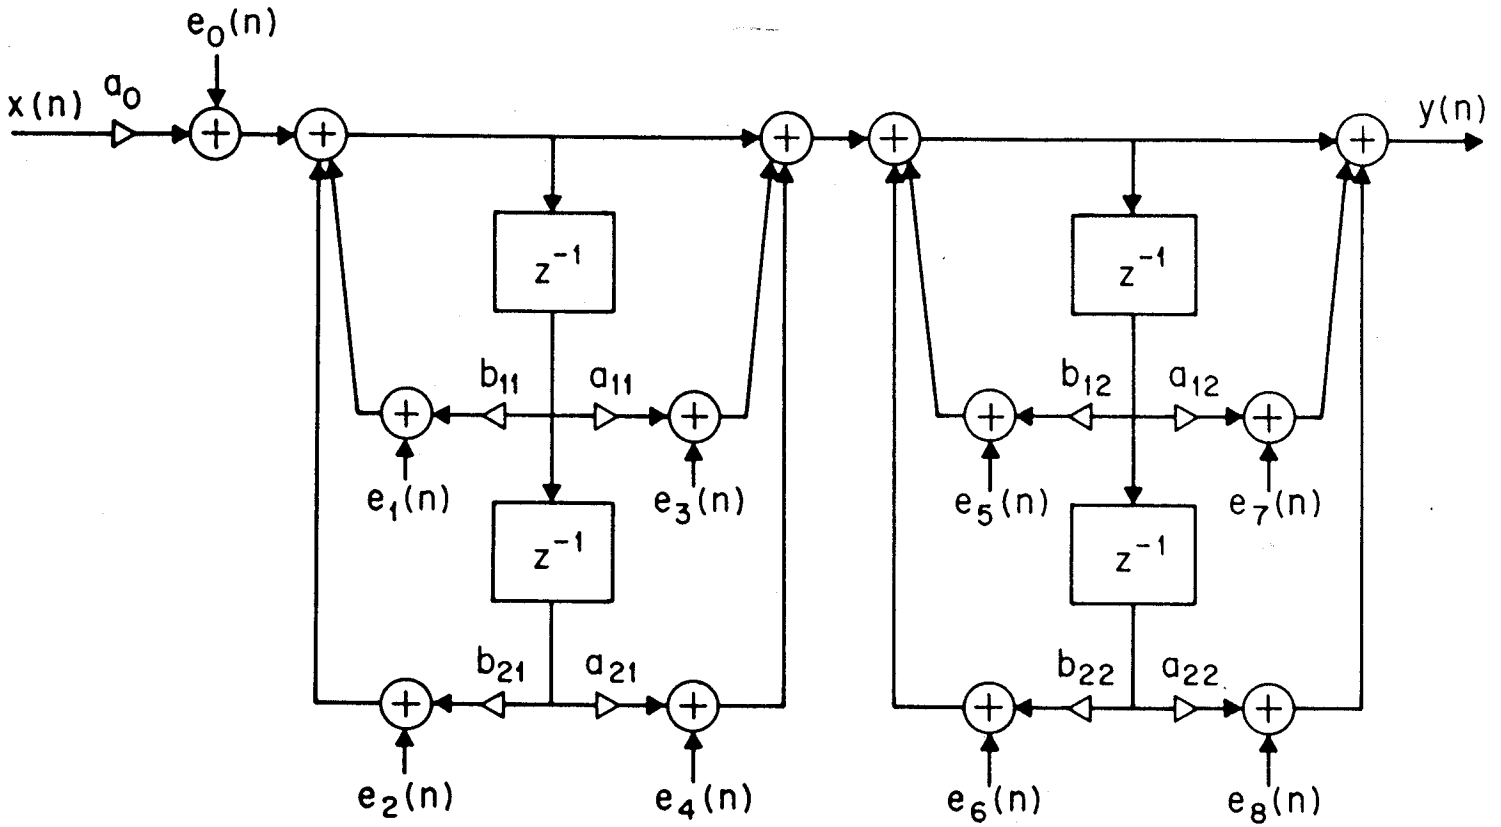 e₀(n)
x(n) a₀ + + + + + y(n)
z⁻¹ z⁻¹
b₁₁ a₁₁ b₁₂ a₁₂
+ + + +
e₁(n) e₃(n) e₅(n) e₇(n)
z⁻¹ z⁻¹
b₂₁ a₂₁ b₂₂ a₂₂
+ + + +
e₂(n) e₄(n) e₆(n) e₈(n)